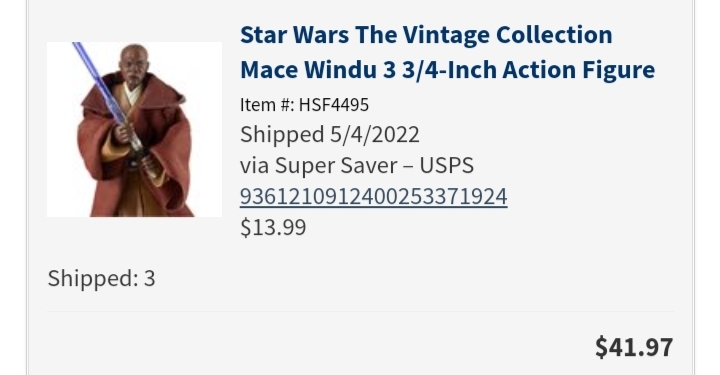 Star Wars The Vintage Collection
Mace Windu 3 3/4-Inch Action Figure
Item #: HSF4495
Shipped 5/4/2022
via Super Saver – USPS
9361210912400253371924
$13.99
Shipped: 3
$41.97